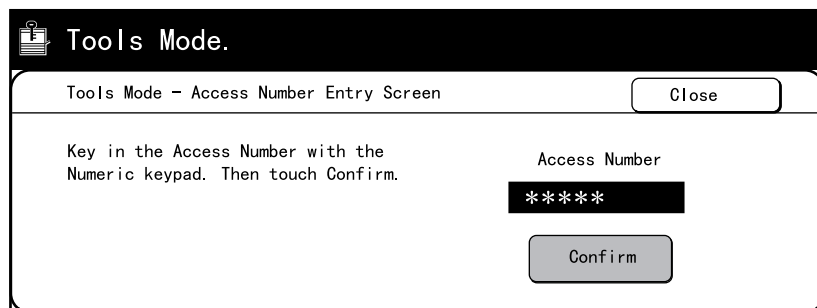 Tools Mode.
Tools Mode - Access Number Entry Screen
Close
Key in the Access Number with the
Numeric keypad. Then touch Confirm.
Access Number
*****
Confirm